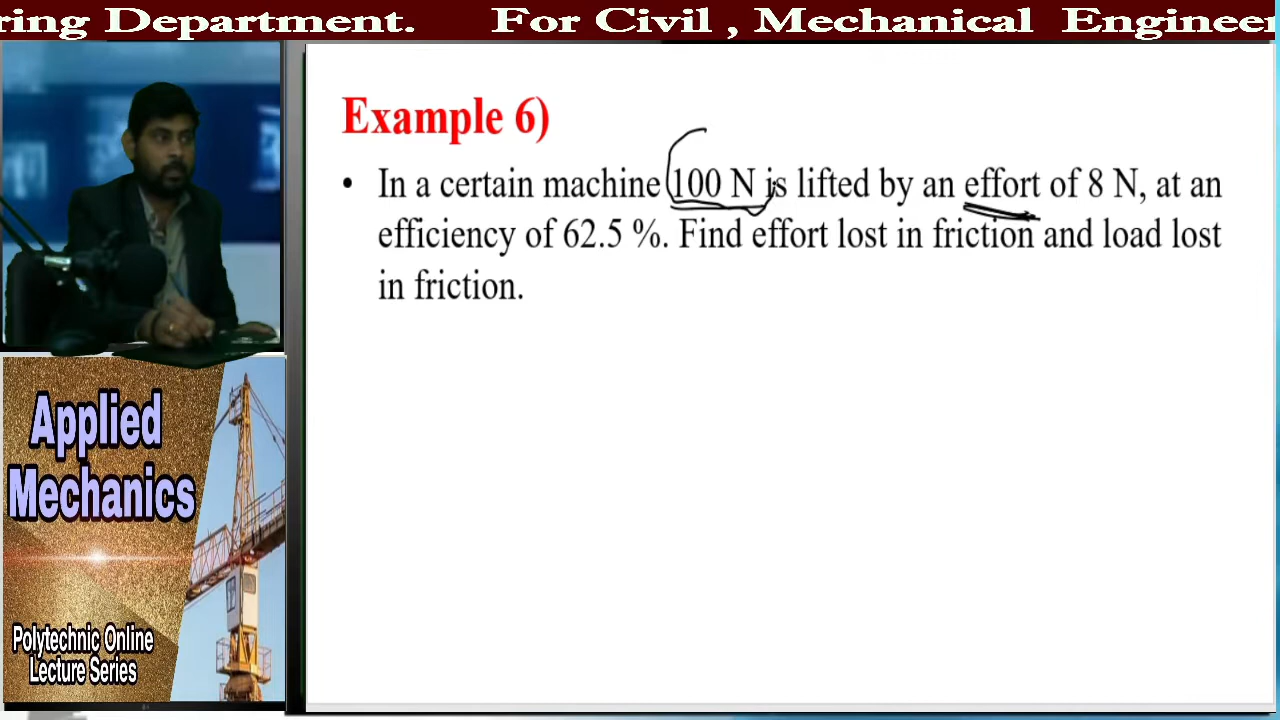 ring Department. For Civil , Mechanical Engineer
Example 6)
• In a certain machine 100 N is lifted by an effort of 8 N, at an
efficiency of 62.5 %. Find effort lost in friction and load lost
in friction.
Applied
Mechanics
Polytechnic Online
Lecture Series